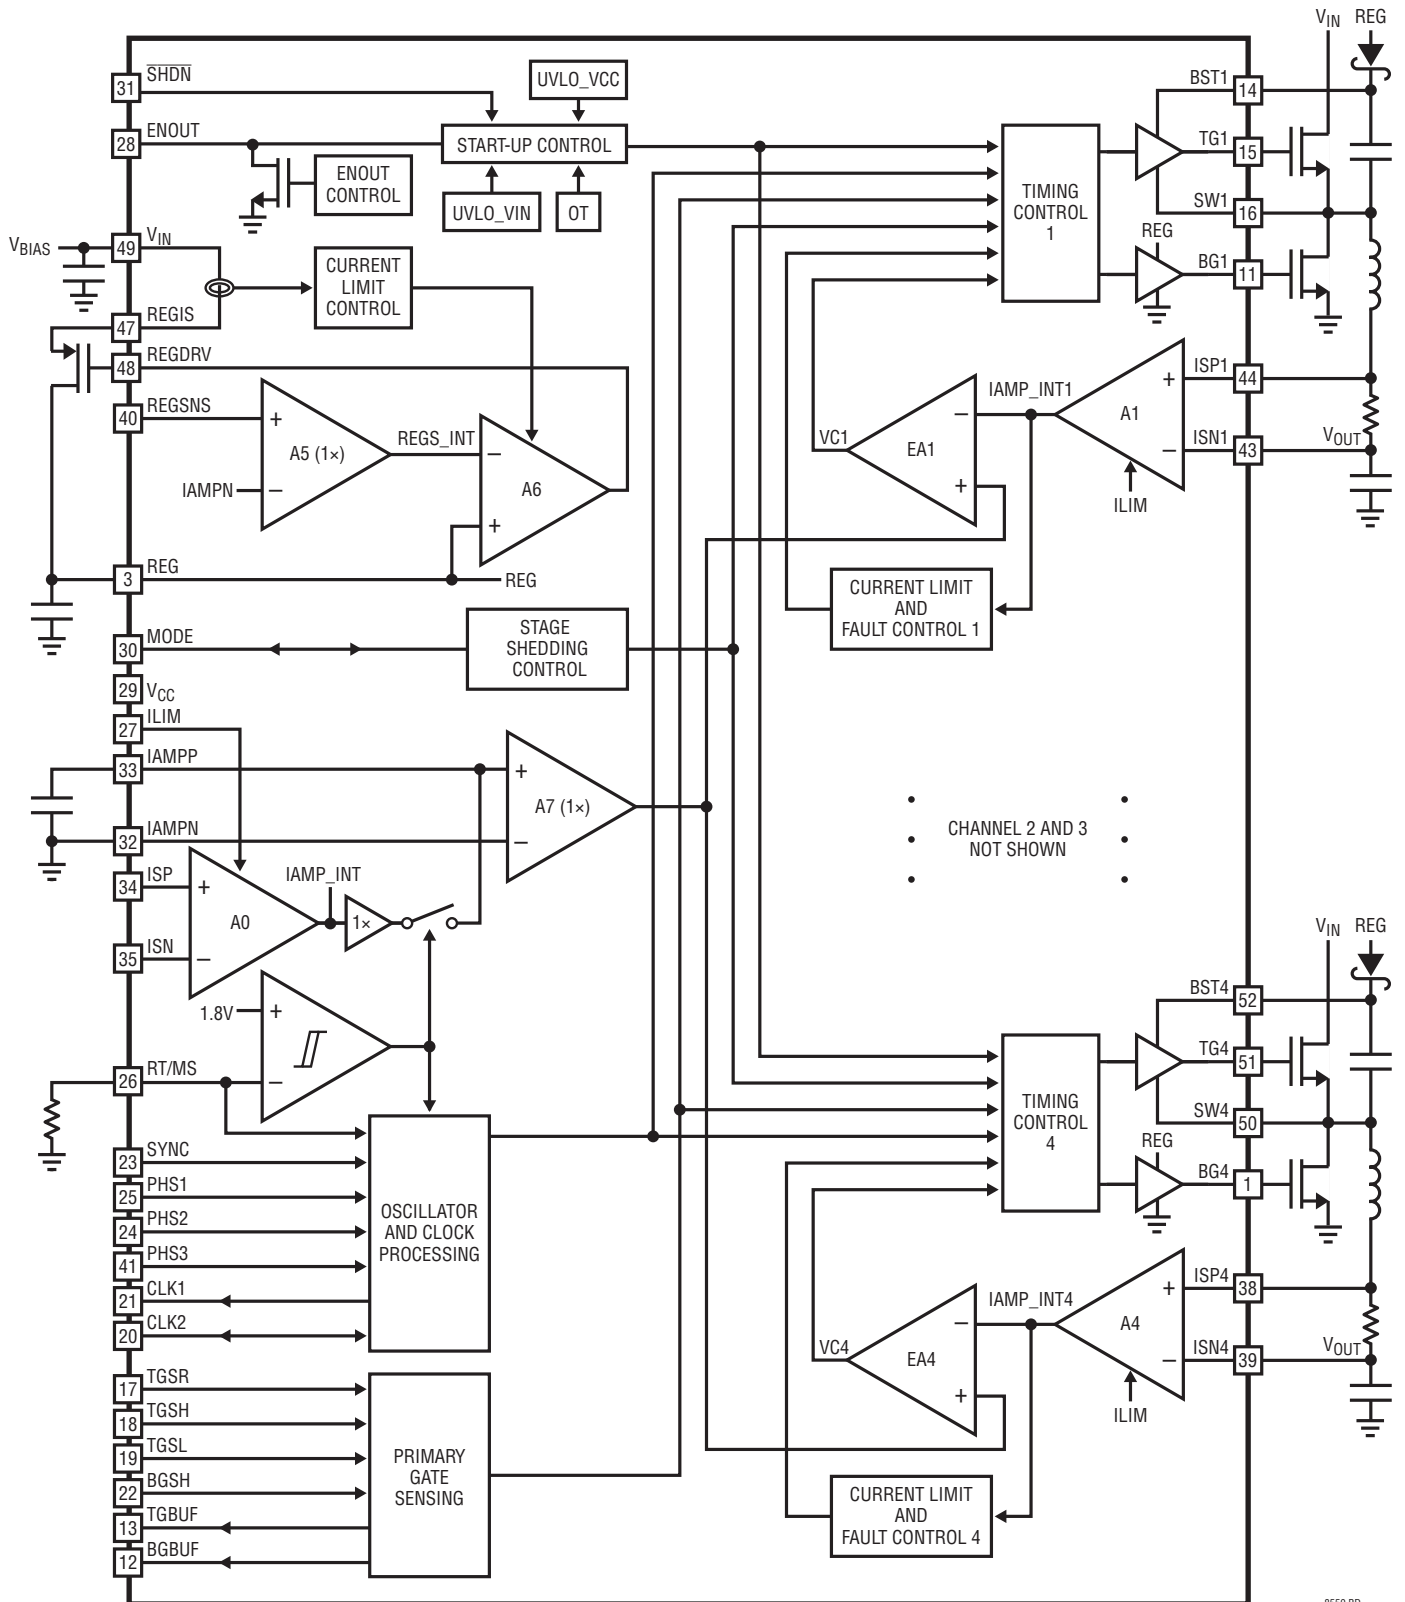 V_IN REG
31 SHDN
UVLO_VCC
BST1 14
28 ENOUT
START-UP CONTROL
TG1 15
ENOUT
CONTROL
UVLO_VIN
OT
TIMING
CONTROL
1
SW1 16
V_BIAS 49 V_IN
REG
BG1 11
CURRENT
LIMIT
CONTROL
47 REGIS
48 REGDRV
ISP1 44
40 REGSNS
+
A5 (1×)
–
IAMPN
REGS_INT
–
A6
+
IAMP_INT1
–
EA1
+
VC1
+
A1
–
ILIM
V_OUT
ISN1 43
3 REG
REG
CURRENT LIMIT
AND
FAULT CONTROL 1
30 MODE
STAGE
SHEDDING
CONTROL
29 V_CC
27 ILIM
33 IAMPP
+
A7 (1×)
–
32 IAMPN
CHANNEL 2 AND 3
NOT SHOWN
34 ISP
+
A0
–
IAMP_INT
1×
35 ISN
V_IN REG
1.8V
+
–
BST4 52
26 RT/MS
TG4 51
TIMING
CONTROL
4
SW4 50
REG
BG4 1
23 SYNC
25 PHS1
24 PHS2
41 PHS3
21 CLK1
20 CLK2
OSCILLATOR
AND CLOCK
PROCESSING
ISP4 38
IAMP_INT4
–
EA4
+
VC4
+
A4
–
ILIM
V_OUT
ISN4 39
17 TGSR
18 TGSH
19 TGSL
22 BGSH
13 TGBUF
12 BGBUF
PRIMARY
GATE
SENSING
CURRENT LIMIT
AND
FAULT CONTROL 4